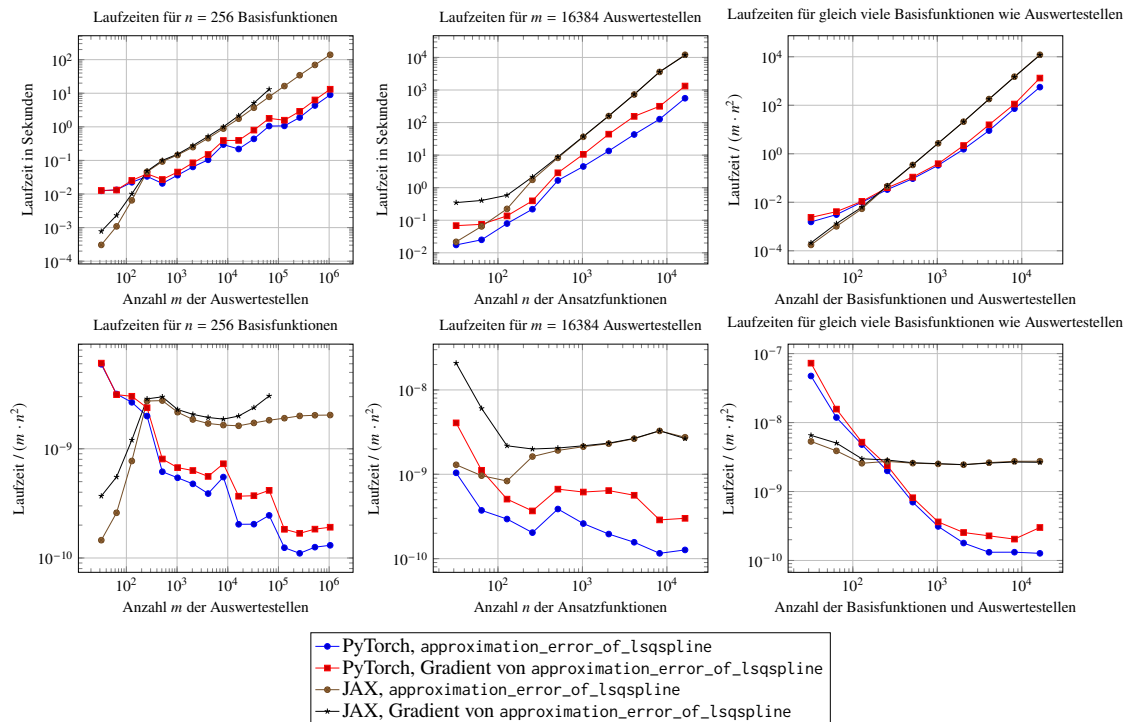 Laufzeiten für n = 256 Basisfunktionen
Laufzeit in Sekunden
10^2
10^1
10^0
10^-1
10^-2
10^-3
10^-4
10^2 10^3 10^4 10^5 10^6
Anzahl m der Auswertestellen
Laufzeiten für m = 16384 Auswertestellen
Laufzeit in Sekunden
10^4
10^3
10^2
10^1
10^0
10^-1
10^-2
10^2 10^3 10^4
Anzahl n der Ansatzfunktionen
Laufzeiten für gleich viele Basisfunktionen wie Auswertestellen
Laufzeit / (m · n^2)
10^4
10^2
10^0
10^-2
10^-4
10^2 10^3 10^4
Anzahl der Basisfunktionen und Auswertestellen
Laufzeiten für n = 256 Basisfunktionen
Laufzeit / (m · n^2)
10^-9
10^-10
10^2 10^3 10^4 10^5 10^6
Anzahl m der Auswertestellen
Laufzeiten für m = 16384 Auswertestellen
Laufzeit / (m · n^2)
10^-8
10^-9
10^-10
10^2 10^3 10^4
Anzahl n der Ansatzfunktionen
Laufzeiten für gleich viele Basisfunktionen wie Auswertestellen
Laufzeit / (m · n^2)
10^-7
10^-8
10^-9
10^-10
10^2 10^3 10^4
Anzahl der Basisfunktionen und Auswertestellen
PyTorch, approximation_error_of_lsqspline
PyTorch, Gradient von approximation_error_of_lsqspline
JAX, approximation_error_of_lsqspline
JAX, Gradient von approximation_error_of_lsqspline